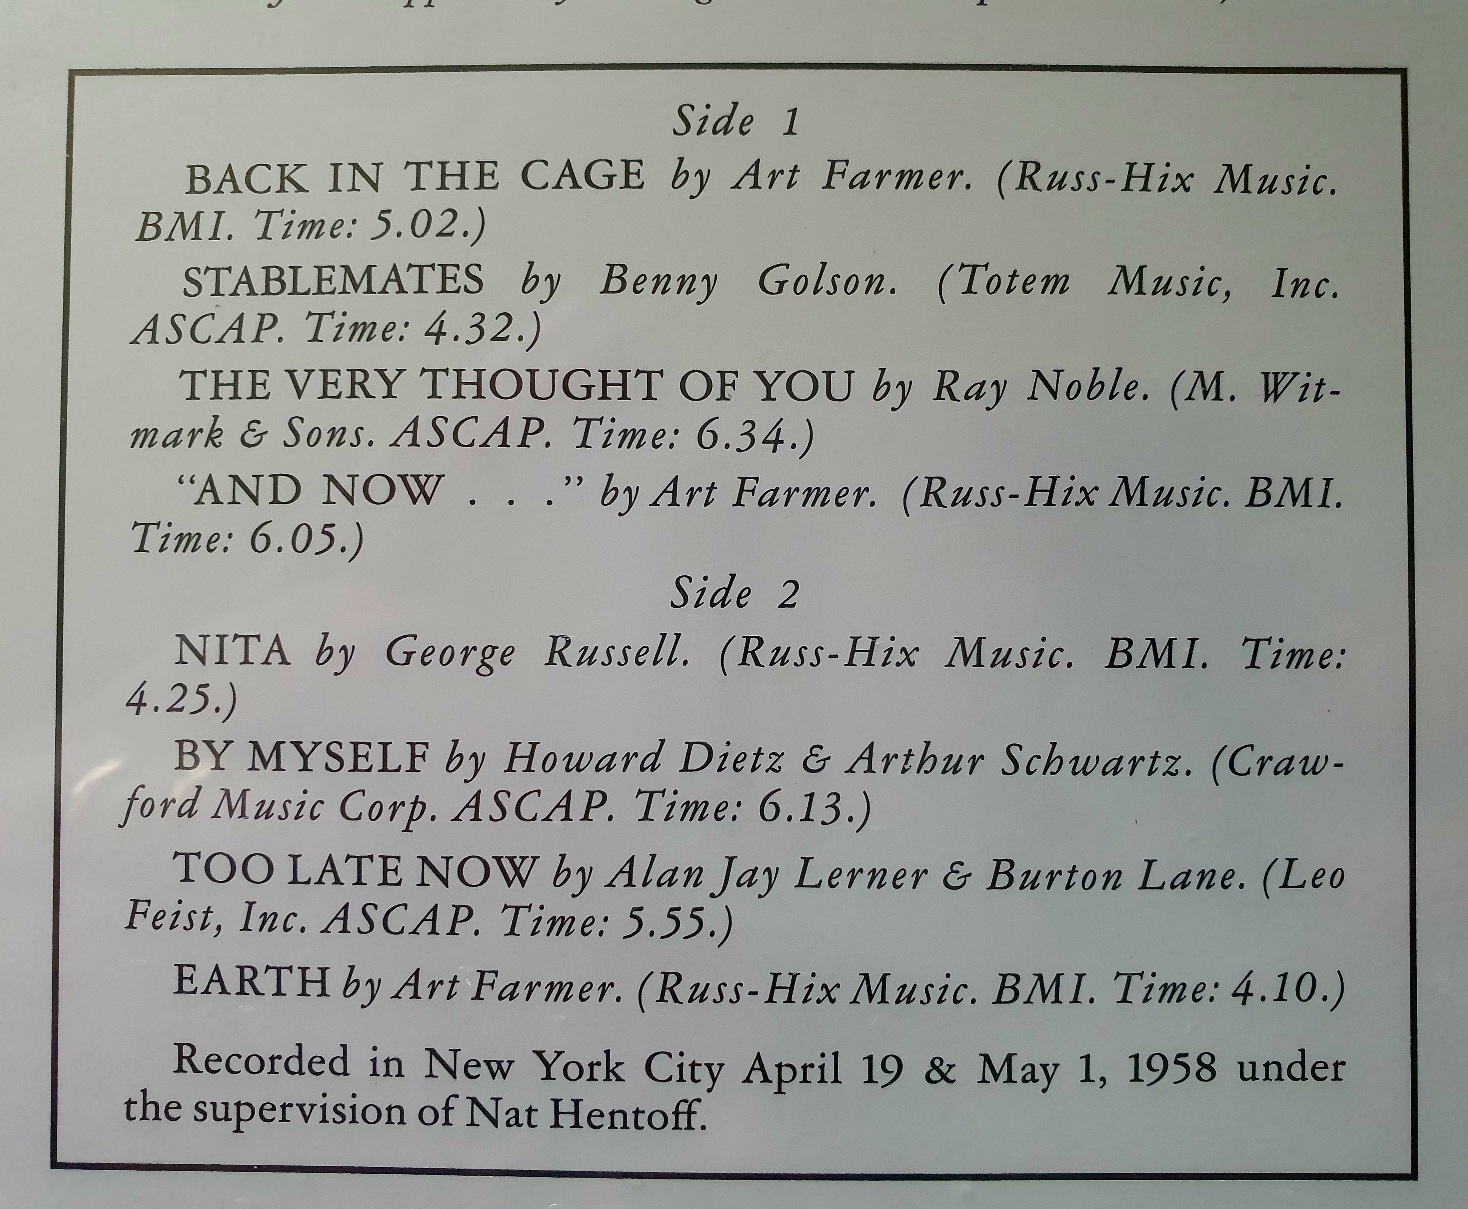 Side 1
BACK IN THE CAGE by Art Farmer. (Russ-Hix Music.
BMI. Time: 5.02.)
STABLEMATES by Benny Golson. (Totem Music, Inc.
ASCAP. Time: 4.32.)
THE VERY THOUGHT OF YOU by Ray Noble. (M. Wit-
mark & Sons. ASCAP. Time: 6.34.)
“AND NOW . . .” by Art Farmer. (Russ-Hix Music. BMI.
Time: 6.05.)
Side 2
NITA by George Russell. (Russ-Hix Music. BMI. Time:
4.25.)
BY MYSELF by Howard Dietz & Arthur Schwartz. (Craw-
ford Music Corp. ASCAP. Time: 6.13.)
TOO LATE NOW by Alan Jay Lerner & Burton Lane. (Leo
Feist, Inc. ASCAP. Time: 5.55.)
EARTH by Art Farmer. (Russ-Hix Music. BMI. Time: 4.10.)
Recorded in New York City April 19 & May 1, 1958 under
the supervision of Nat Hentoff.